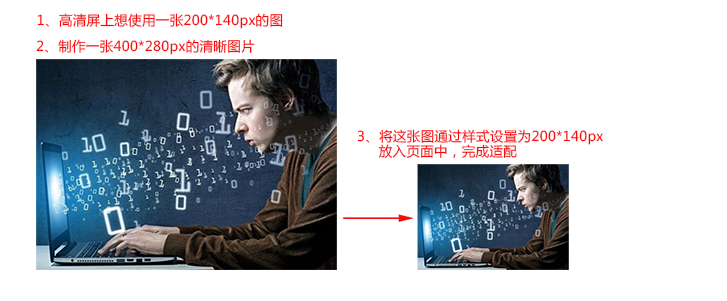 1、高清屏上想使用一张200*140px的图
2、制作一张400*280px的清晰图片
3、将这张图通过样式设置为200*140px
放入页面中，完成适配